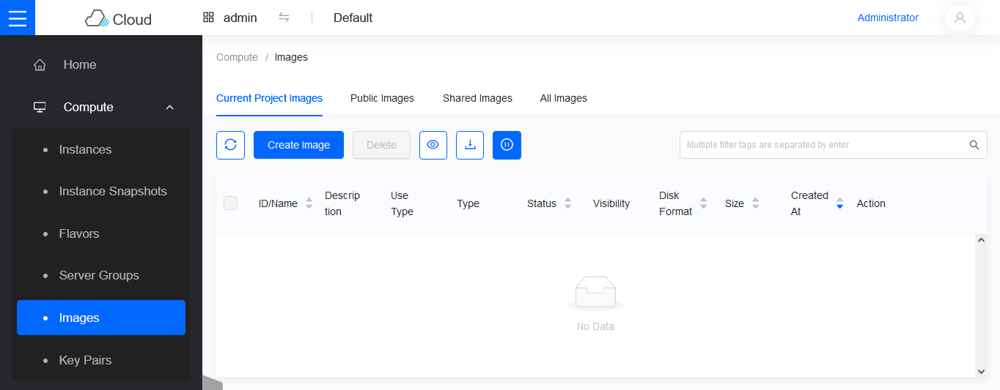 Cloud
admin
Default
Administrator
Home
Compute
Instances
Instance Snapshots
Flavors
Server Groups
Images
Key Pairs
Compute / Images
Current Project Images
Public Images
Shared Images
All Images
Create Image
Delete
Multiple filter tags are separated by enter
ID/Name
Descrip
tion
Use
Type
Type
Status
Visibility
Disk
Format
Size
Created
At
Action
No Data